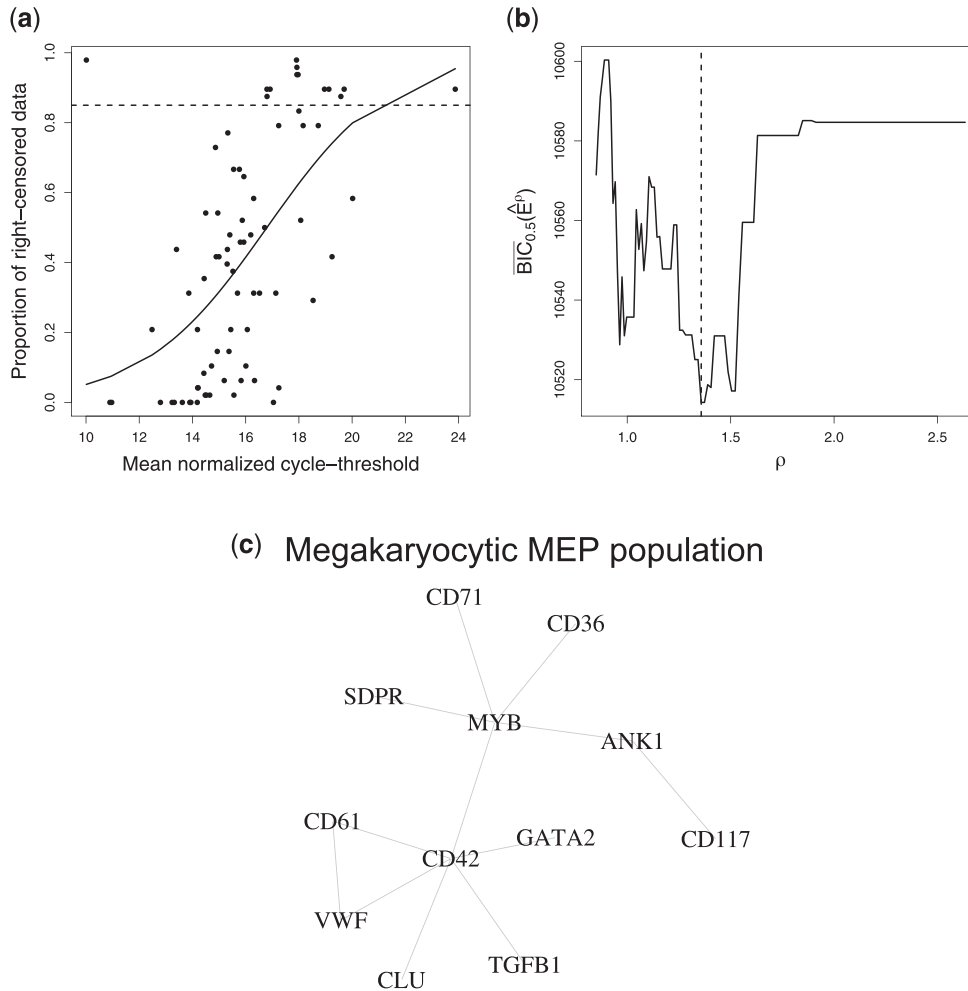 (a)
Proportion of right−censored data
1.0
0.8
0.6
0.4
0.2
0.0
10 12 14 16 18 20 22 24
Mean normalized cycle−threshold
(b)
BIC0.5(Êρ)
10600
10580
10560
10540
10520
1.0 1.5 2.0 2.5
ρ
(c) Megakaryocytic MEP population
CD71
CD36
SDPR
MYB
ANK1
CD61
GATA2
CD117
CD42
VWF
TGFB1
CLU